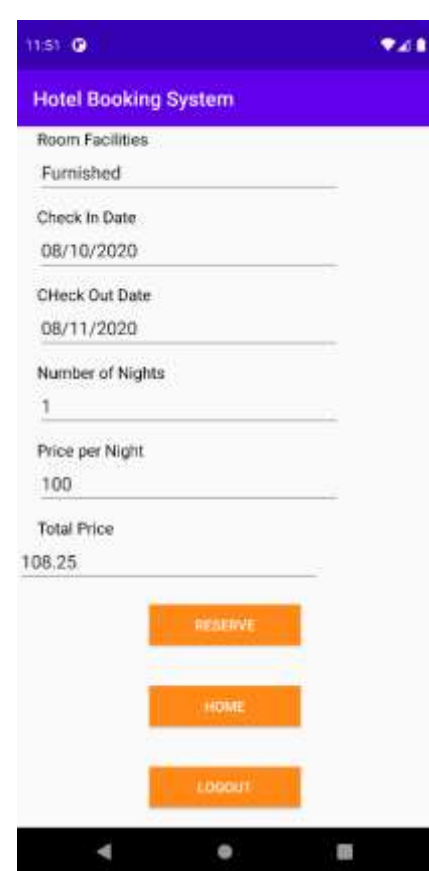 11:51
Hotel Booking System
Room Facilities
Furnished
Check In Date
08/10/2020
CHeck Out Date
08/11/2020
Number of Nights
1
Price per Night
100
Total Price
108.25
RESERVE
HOME
LOGOUT